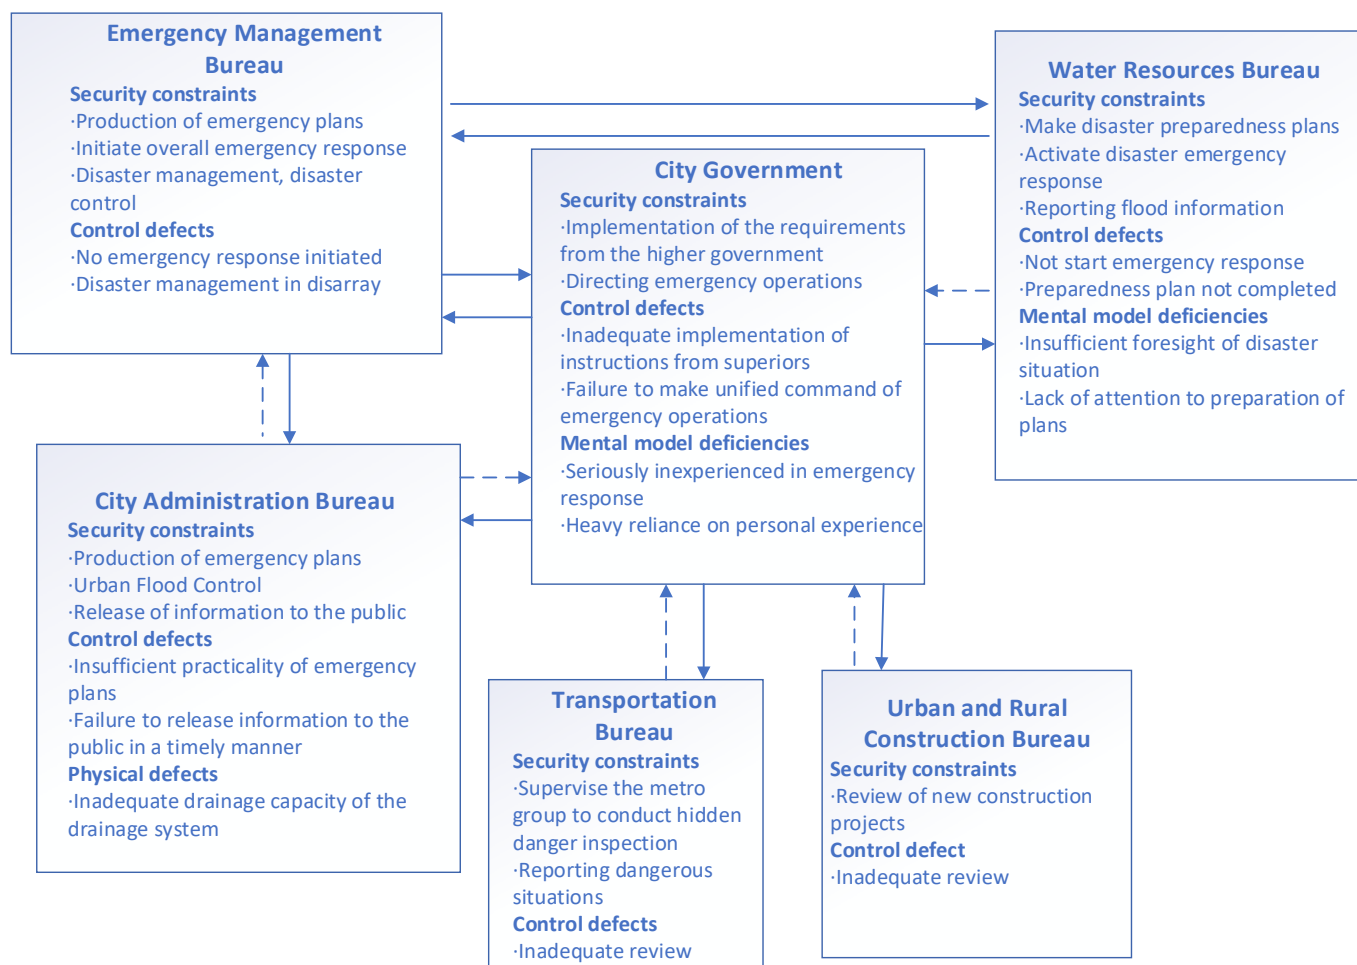 Emergency Management
Bureau
Security constraints
·Production of emergency plans
·Initiate overall emergency response
·Disaster management, disaster
control
Control defects
·No emergency response initiated
·Disaster management in disarray
Water Resources Bureau
Security constraints
·Make disaster preparedness plans
·Activate disaster emergency
response
·Reporting flood information
Control defects
·Not start emergency response
·Preparedness plan not completed
Mental model deficiencies
·Insufficient foresight of disaster
situation
·Lack of attention to preparation of
plans
City Government
Security constraints
·Implementation of the requirements
from the higher government
·Directing emergency operations
Control defects
·Inadequate implementation of
instructions from superiors
·Failure to make unified command of
emergency operations
Mental model deficiencies
·Seriously inexperienced in emergency
response
·Heavy reliance on personal experience
City Administration Bureau
Security constraints
·Production of emergency plans
·Urban Flood Control
·Release of information to the public
Control defects
·Insufficient practicality of emergency
plans
·Failure to release information to the
public in a timely manner
Physical defects
·Inadequate drainage capacity of the
drainage system
Transportation
Bureau
Security constraints
·Supervise the metro
group to conduct hidden
danger inspection
·Reporting dangerous
situations
Control defects
·Inadequate review
Urban and Rural
Construction Bureau
Security constraints
·Review of new construction
projects
Control defect
·Inadequate review